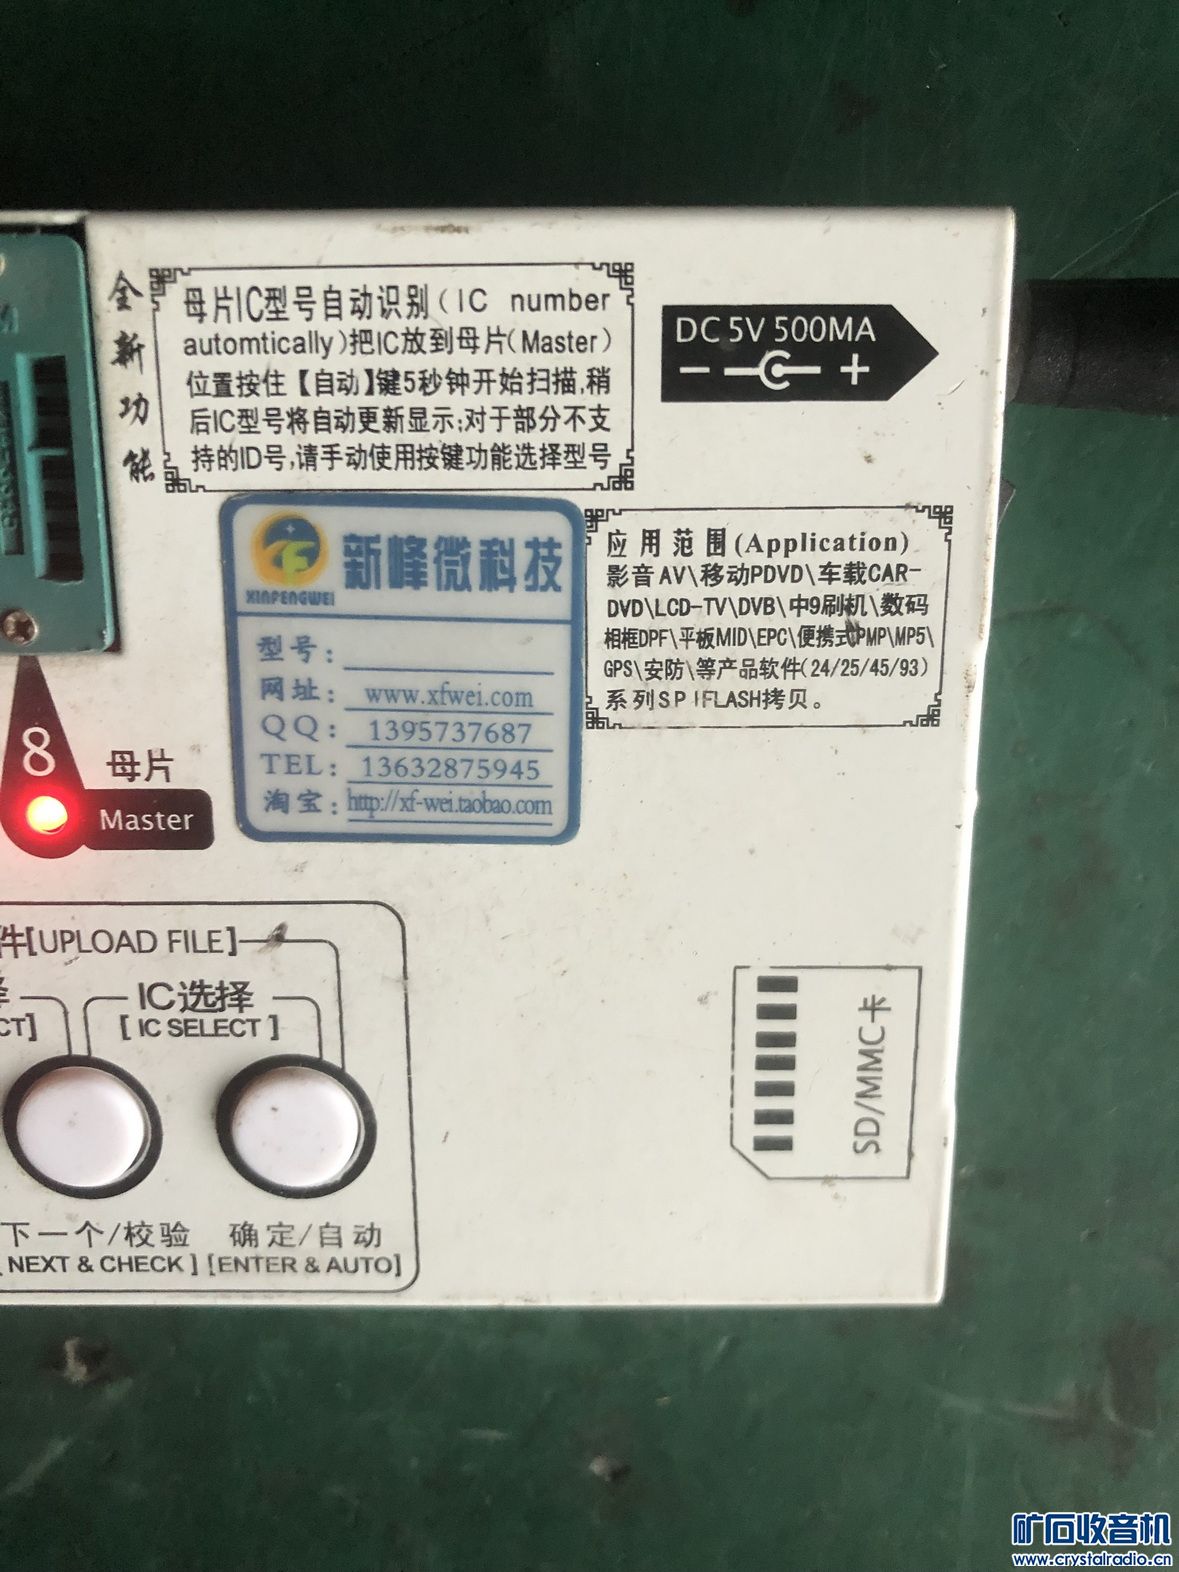 全新功能
母片IC型号自动识别(IC number
automtically)把IC放到母片(Master)
位置按住【自动】键5秒钟开始扫描,稍
后IC型号将自动更新显示;对于部分不支
持的ID号,请手动使用按键功能选择型号
DC 5V 500MA
- +
新峰微科技
XINPENGWEI
型号:
网址: www.xfwei.com
QQ: 1395737687
TEL: 13632875945
淘宝: http://xf-wei.taobao.com
应用范围(Application)
影音AV\移动PDVD\车载CAR-
DVD\LCD-TV\DVB\中9刷机\数码
相框DPF\平板MID\EPC\便携式PMP\MP5\
GPS\安防\等产品软件(24/25/45/93)
系列SPIFLASH拷贝。
8
母片
Master
件[UPLOAD FILE]
择
CT]
IC选择
[ IC SELECT ]
下一个/校验
NEXT & CHECK ]
确定/自动
[ENTER & AUTO]
SD/MMC卡
矿石收音机
www.crystalradio.cn